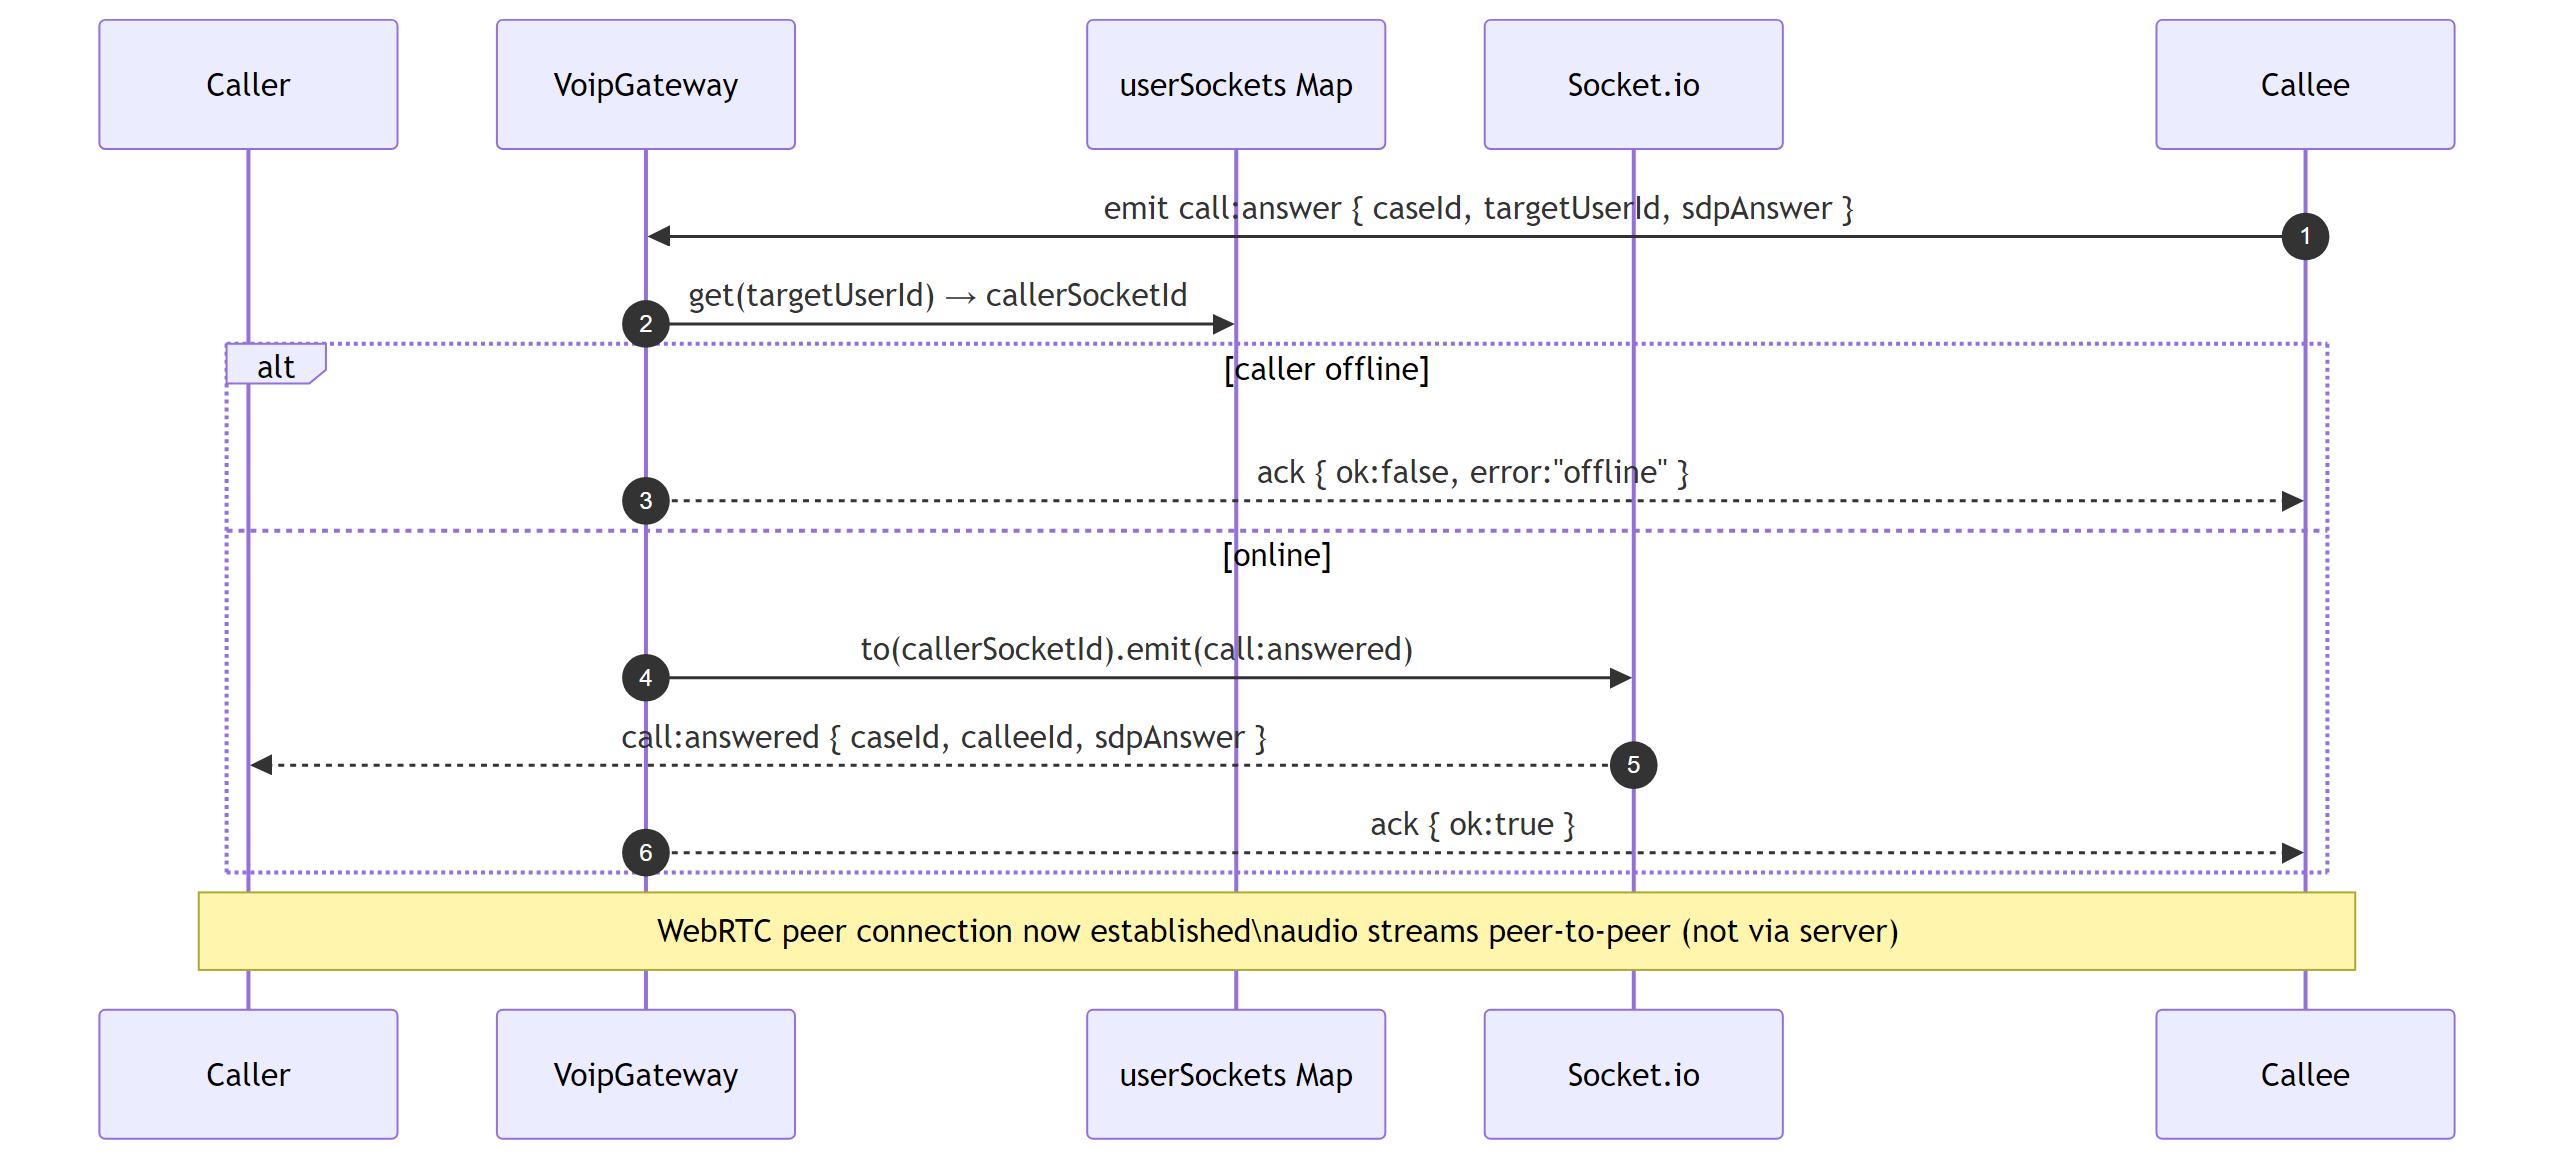 Caller
VoipGateway
userSockets Map
Socket.io
Callee
emit call:answer { caseId, targetUserId, sdpAnswer }
1
get(targetUserId) → callerSocketId
2
alt
[caller offline]
ack { ok:false, error:"offline" }
3
[online]
to(callerSocketId).emit(call:answered)
4
call:answered { caseId, calleeId, sdpAnswer }
5
ack { ok:true }
6
WebRTC peer connection now established\naudio streams peer-to-peer (not via server)
Caller
VoipGateway
userSockets Map
Socket.io
Callee